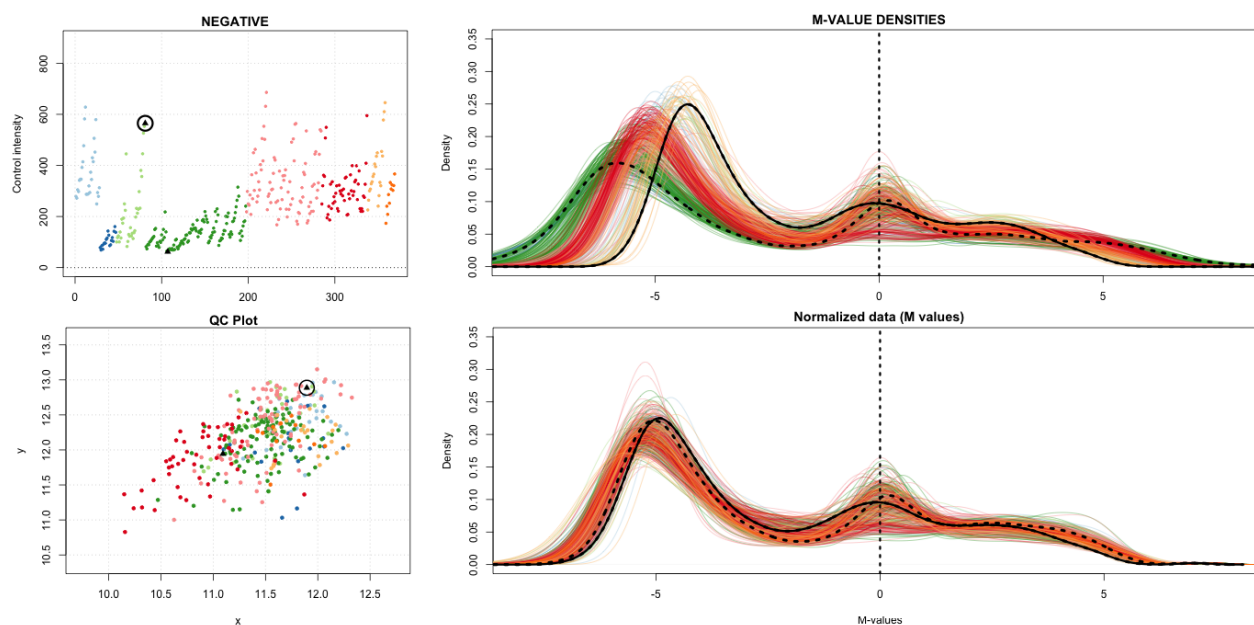 NEGATIVE
Control intensity
800
600
400
200
0
0 100 200 300
M-VALUE DENSITIES
Density
0.35
0.30
0.25
0.20
0.15
0.10
0.05
0.00
-5 0 5
QC Plot
y
13.5
13.0
12.5
12.0
11.5
11.0
10.5
10.0 10.5 11.0 11.5 12.0 12.5
x
Normalized data (M values)
Density
0.35
0.30
0.25
0.20
0.15
0.10
0.05
0.00
-5 0 5
M-values